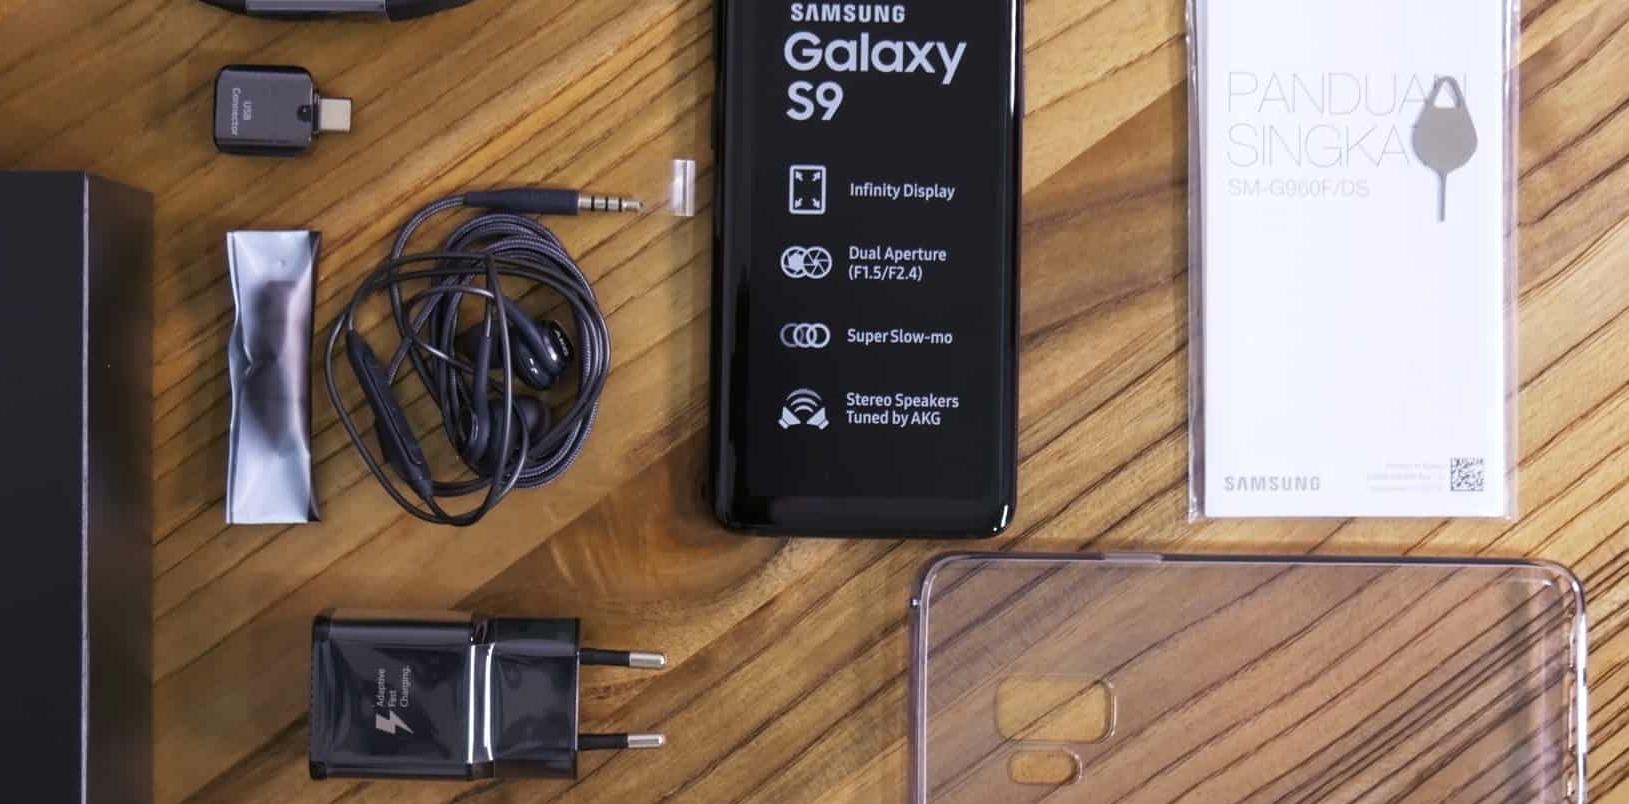 USB
Connector
SAMSUNG
Galaxy
S9
Infinity Display
Dual Aperture
(F1.5/F2.4)
Super Slow-mo
Stereo Speakers
Tuned by AKG
PANDUAN
SINGKA
SM-G960F/DS
SAMSUNG
Adaptive
Fast
Charging